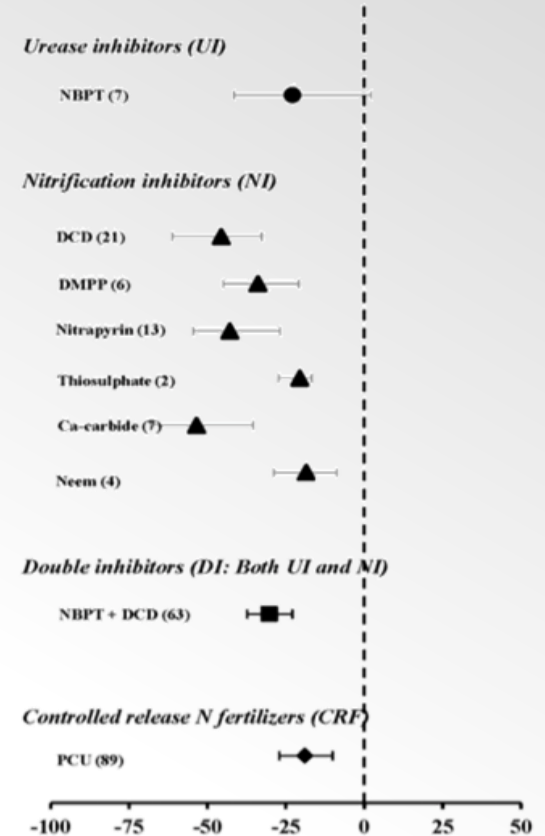 Urease inhibitors (UI)
NBPT (7)
Nitrification inhibitors (NI)
DCD (21)
DMPP (6)
Nitrapyrin (13)
Thiosulphate (2)
Ca-carbide (7)
Neem (4)
Double inhibitors (DI: Both UI and NI)
NBPT + DCD (63)
Controlled release N fertilizers (CRF)
PCU (89)
-100 -75 -50 -25 0 25 50